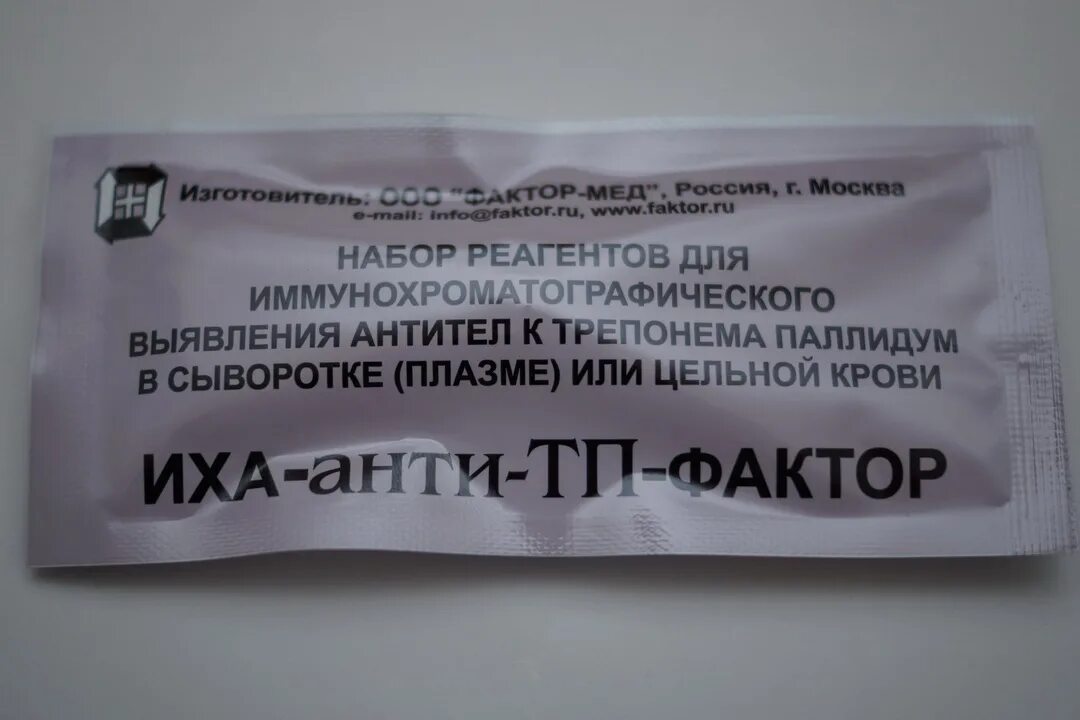 Изготовитель: ООО "ФАКТОР-МЕД", Россия, г. Москва
e-mail: info@faktor.ru, www.faktor.ru
НАБОР РЕАГЕНТОВ ДЛЯ
ИММУНОХРОМАТОГРАФИЧЕСКОГО
ВЫЯВЛЕНИЯ АНТИТЕЛ К ТРЕПОНЕМА ПАЛЛИДУМ
В СЫВОРОТКЕ (ПЛАЗМЕ) ИЛИ ЦЕЛЬНОЙ КРОВИ
ИХА-анти-ТП-ФАКТОР